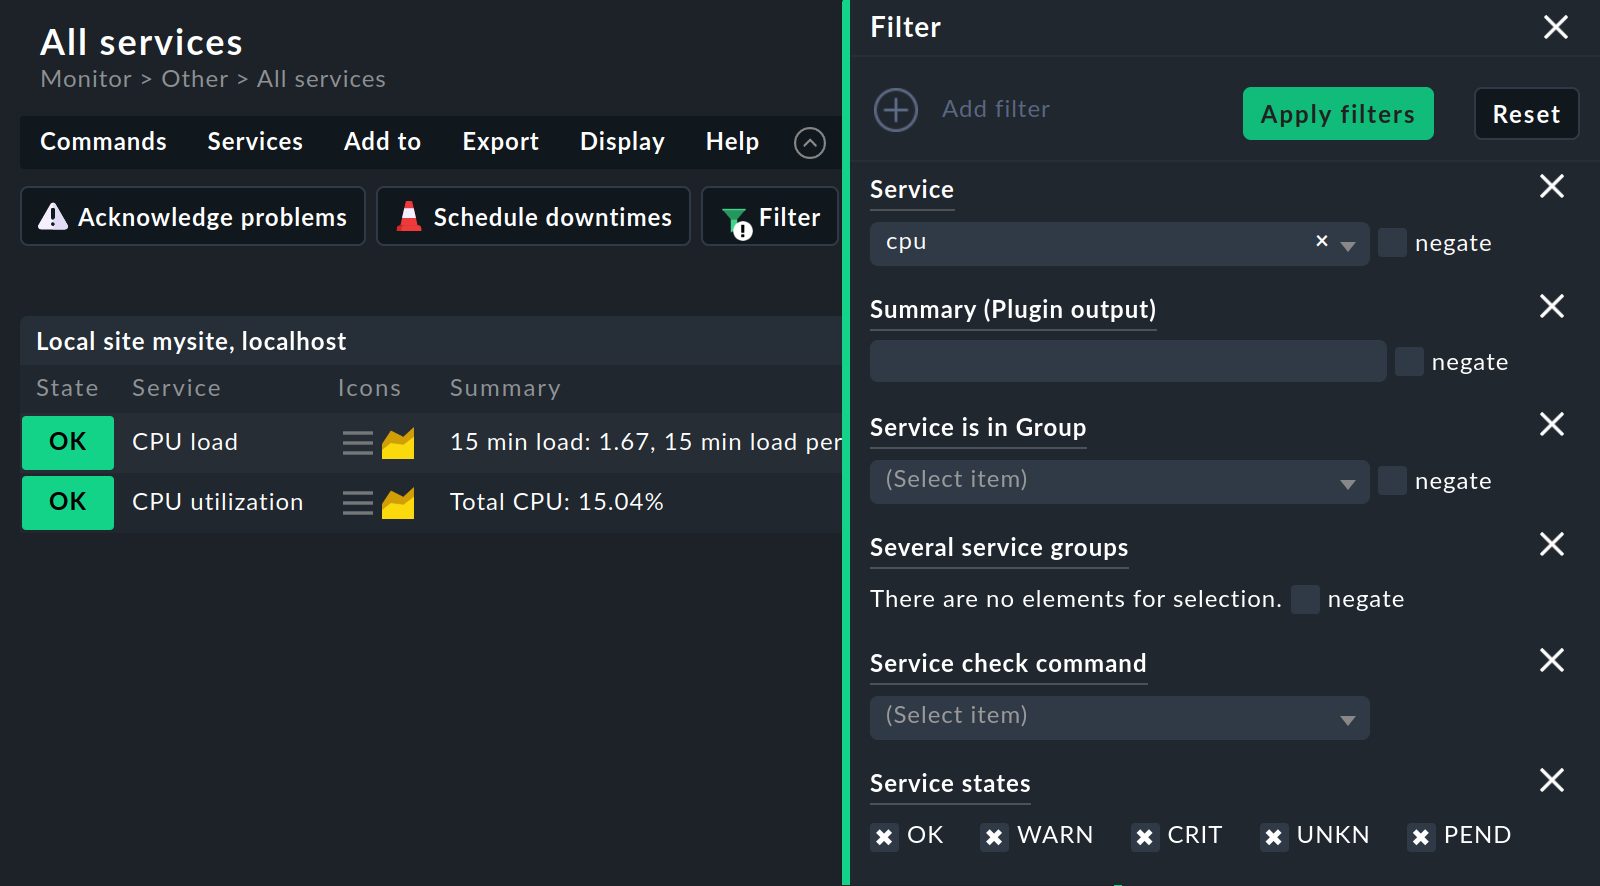 All services
Monitor > Other > All services
Commands Services Add to Export Display Help
Acknowledge problems Schedule downtimes Filter
Local site mysite, localhost
State Service Icons Summary
OK CPU load 15 min load: 1.67, 15 min load per
OK CPU utilization Total CPU: 15.04%
Filter
Add filter Apply filters Reset
Service
cpu × negate
Summary (Plugin output)
negate
Service is in Group
(Select item) negate
Several service groups
There are no elements for selection. negate
Service check command
(Select item)
Service states
OK WARN CRIT UNKN PEND